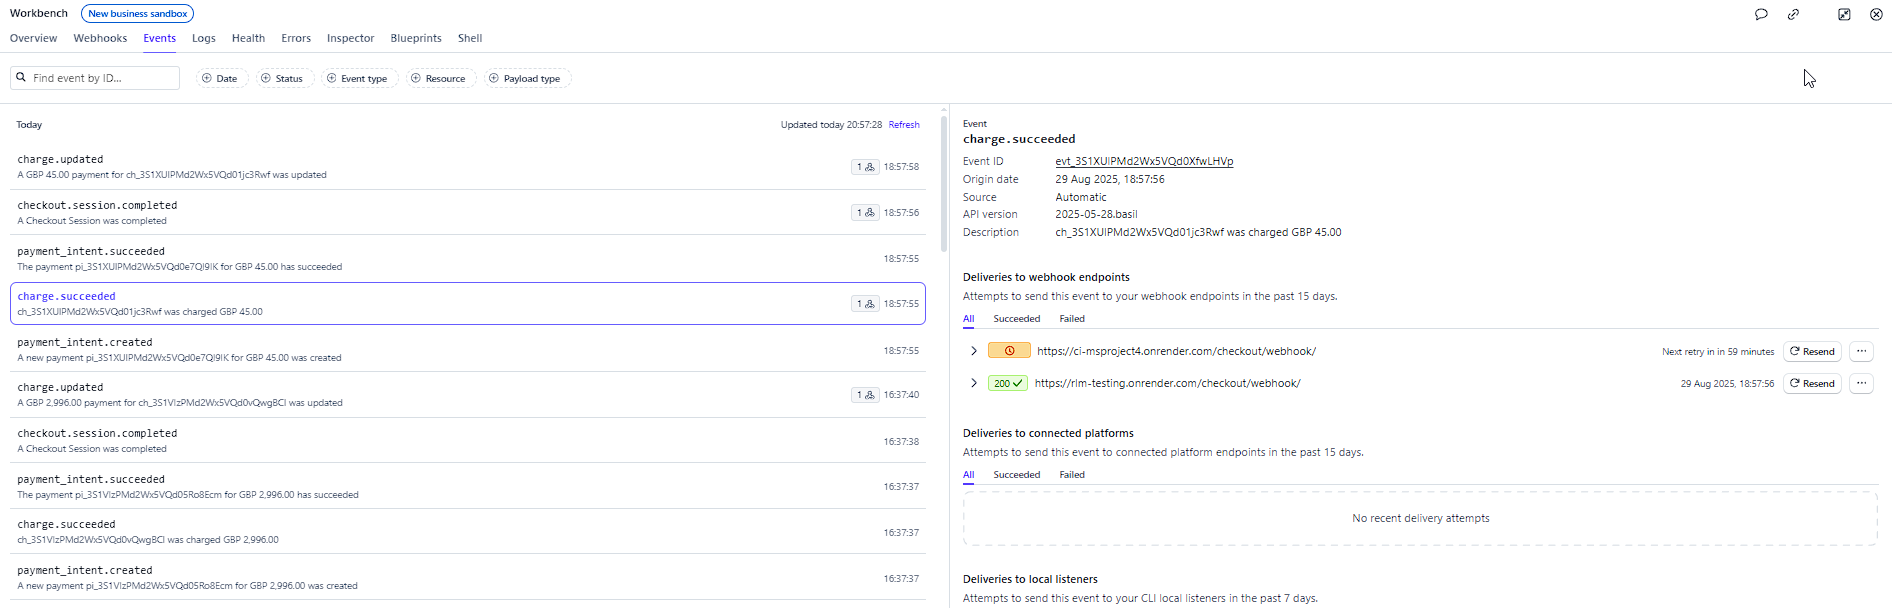 Workbench New business sandbox
Overview Webhooks Events Logs Health Errors Inspector Blueprints Shell
Find event by ID... Date Status Event type Resource Payload type
Today Updated today 20:57:28 Refresh
charge.updated
A GBP 45.00 payment for ch_3S1XUIPMd2Wx5VQd01jc3Rwf was updated
1 18:57:58
checkout.session.completed
A Checkout Session was completed
1 18:57:56
payment_intent.succeeded
The payment pi_3S1XUIPMd2Wx5VQd0e7QI9IK for GBP 45.00 has succeeded
18:57:55
charge.succeeded
ch_3S1XUIPMd2Wx5VQd01jc3Rwf was charged GBP 45.00
1 18:57:55
payment_intent.created
A new payment pi_3S1XUIPMd2Wx5VQd0e7QI9IK for GBP 45.00 was created
18:57:55
charge.updated
A GBP 2,996.00 payment for ch_3S1VIzPMd2Wx5VQd0vQwgBCI was updated
1 16:37:40
checkout.session.completed
A Checkout Session was completed
16:37:38
payment_intent.succeeded
The payment pi_3S1VIzPMd2Wx5VQd05Ro8Ecm for GBP 2,996.00 has succeeded
16:37:37
charge.succeeded
ch_3S1VIzPMd2Wx5VQd0vQwgBCI was charged GBP 2,996.00
16:37:37
payment_intent.created
A new payment pi_3S1VIzPMd2Wx5VQd05Ro8Ecm for GBP 2,996.00 was created
16:37:37
Event
charge.succeeded
Event ID evt_3S1XUIPMd2Wx5VQd0XfwLHVp
Origin date 29 Aug 2025, 18:57:56
Source Automatic
API version 2025-05-28.basil
Description ch_3S1XUIPMd2Wx5VQd01jc3Rwf was charged GBP 45.00
Deliveries to webhook endpoints
Attempts to send this event to your webhook endpoints in the past 15 days.
All Succeeded Failed
https://ci-msproject4.onrender.com/checkout/webhook/ Next retry in in 59 minutes Resend ...
200 https://rlm-testing.onrender.com/checkout/webhook/ 29 Aug 2025, 18:57:56 Resend ...
Deliveries to connected platforms
Attempts to send this event to connected platform endpoints in the past 15 days.
All Succeeded Failed
No recent delivery attempts
Deliveries to local listeners
Attempts to send this event to your CLI local listeners in the past 7 days.